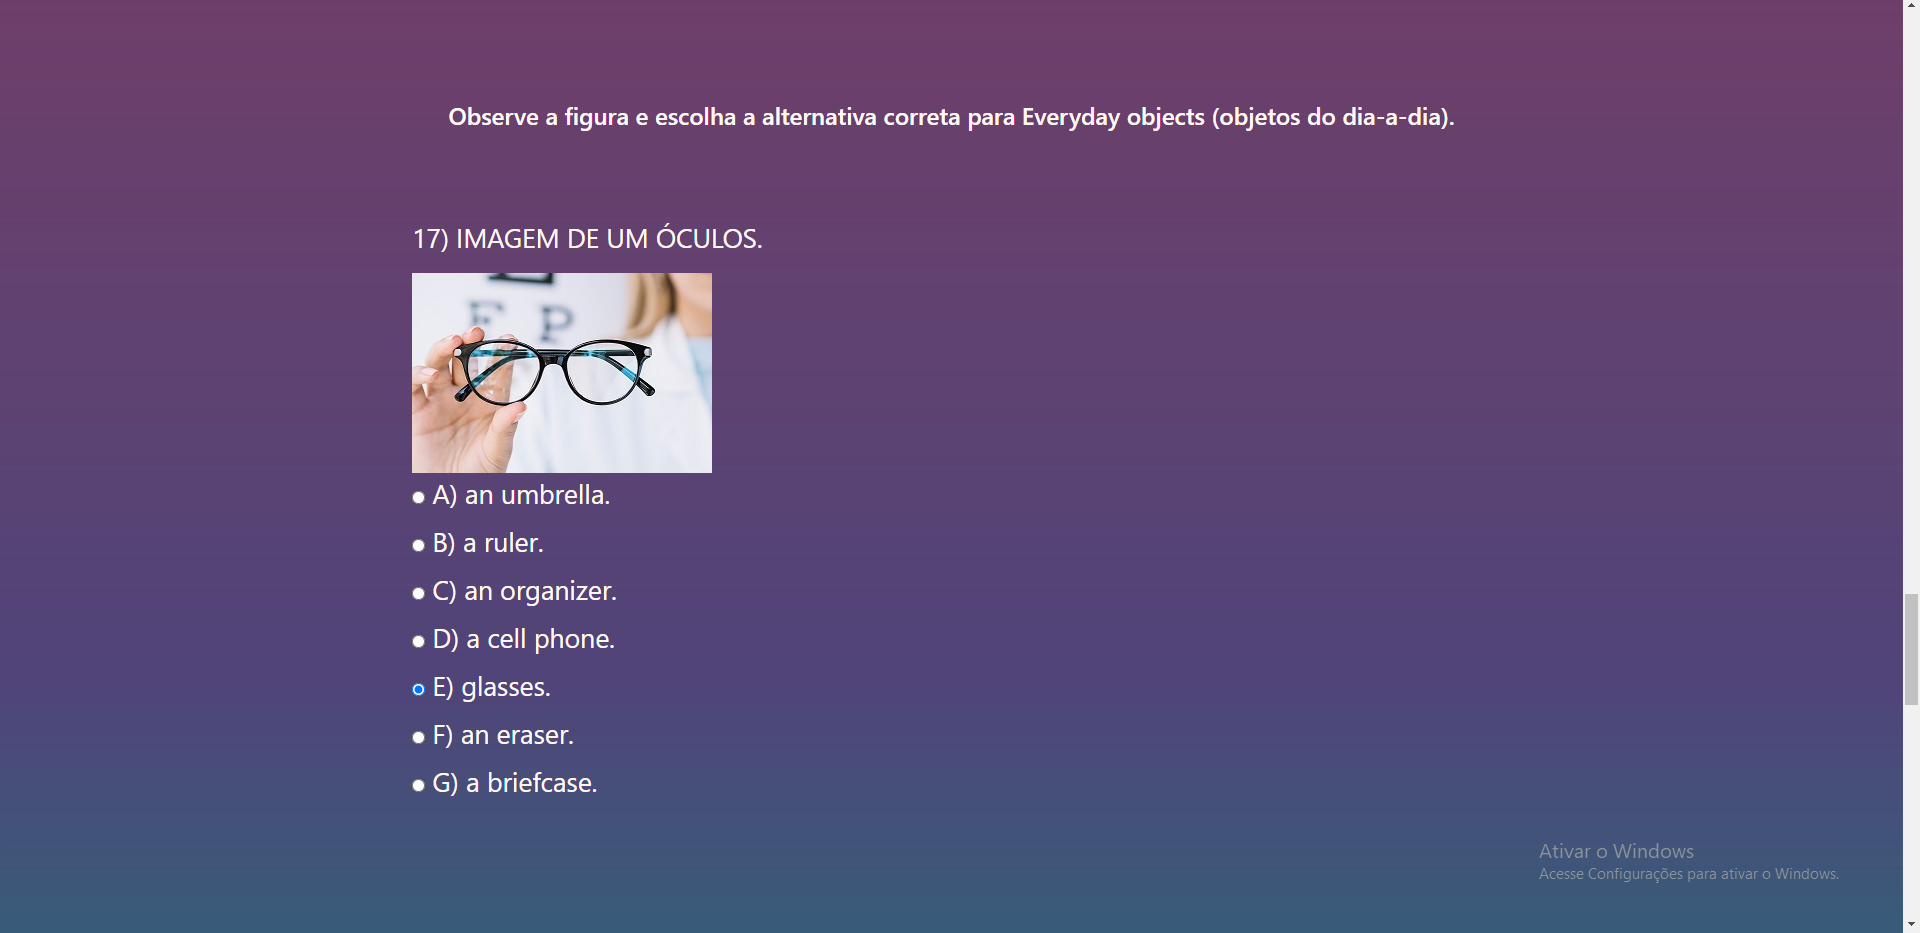 Observe a figura e escolha a alternativa correta para Everyday objects (objetos do dia-a-dia).
17) IMAGEM DE UM ÓCULOS.
E P
A) an umbrella.
B) a ruler.
C) an organizer.
D) a cell phone.
E) glasses.
F) an eraser.
G) a briefcase.
Ativar o Windows
Acesse Configurações para ativar o Windows.